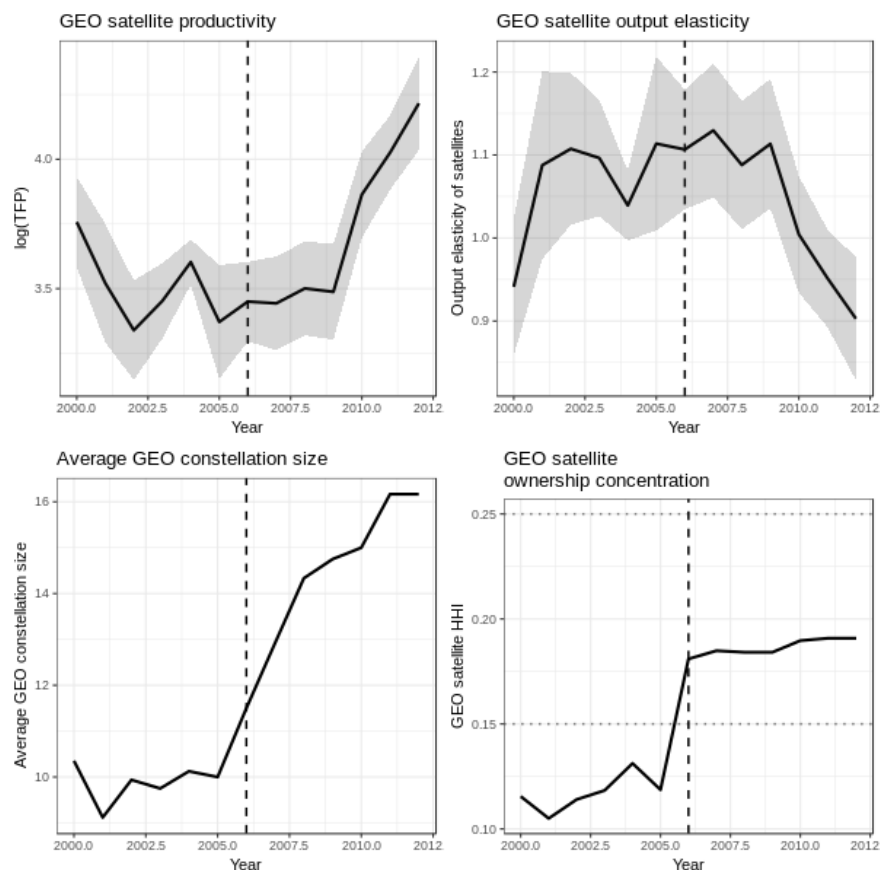 GEO satellite productivity
log(TFP)
4.0
3.5
2000.0 2002.5 2005.0 2007.5 2010.0 2012
Year
GEO satellite output elasticity
Output elasticity of satellites
1.2
1.1
1.0
0.9
2000.0 2002.5 2005.0 2007.5 2010.0 2012
Year
Average GEO constellation size
Average GEO constellation size
16
14
12
10
2000.0 2002.5 2005.0 2007.5 2010.0 2012.
Year
GEO satellite
ownership concentration
GEO satellite HHI
0.25
0.20
0.15
0.10
2000.0 2002.5 2005.0 2007.5 2010.0 2012.
Year